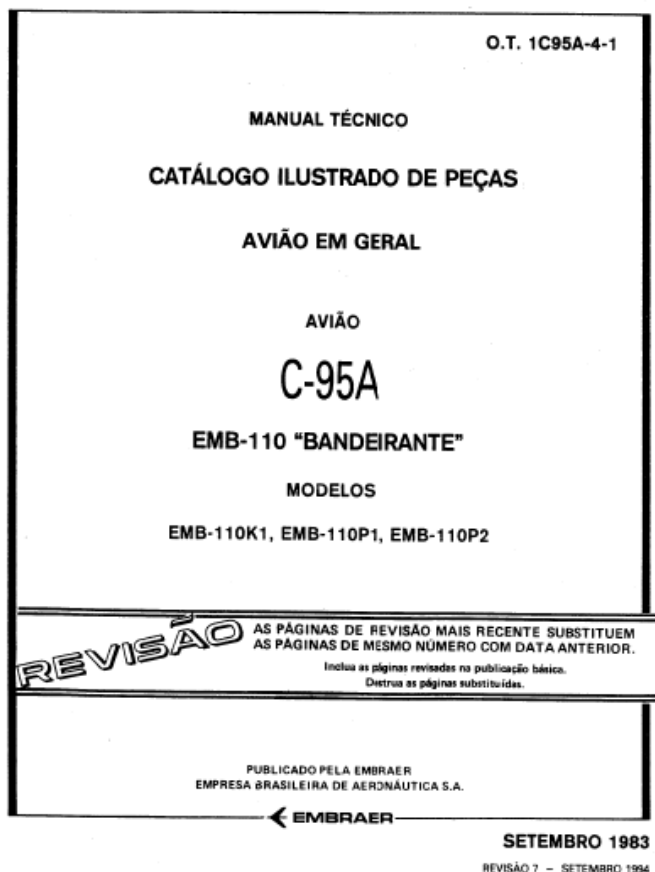 O.T. 1C95A-4-1
MANUAL TÉCNICO
CATÁLOGO ILUSTRADO DE PEÇAS
AVIÃO EM GERAL
AVIÃO
C-95A
EMB-110 “BANDEIRANTE”
MODELOS
EMB-110K1, EMB-110P1, EMB-110P2
REVISÃO
AS PÁGINAS DE REVISÃO MAIS RECENTE SUBSTITUEM
AS PÁGINAS DE MESMO NÚMERO COM DATA ANTERIOR.
Inclua as páginas revisadas na publicação básica.
Destrua as páginas substituídas.
PUBLICADO PELA EMBRAER
EMPRESA BRASILEIRA DE AERONÁUTICA S.A.
EMBRAER
SETEMBRO 1983
REVISÃO 7 – SETEMBRO 1994